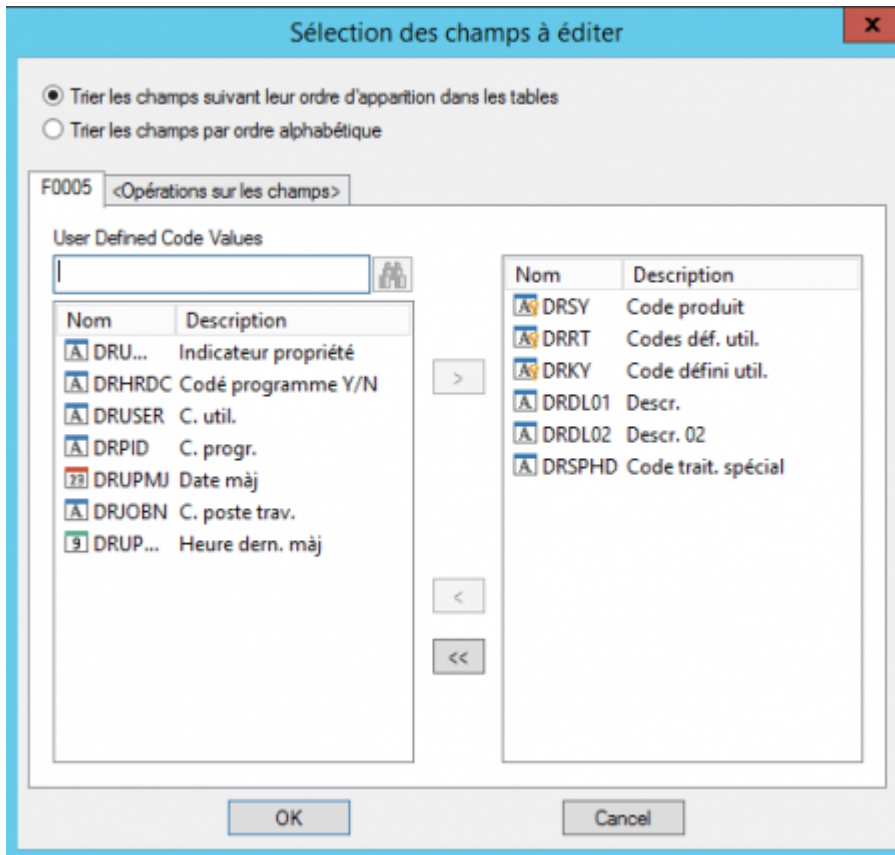 Sélection des champs à éditer
x
Trier les champs suivant leur ordre d'apparition dans les tables
Trier les champs par ordre alphabétique
F0005 <Opérations sur les champs>
User Defined Code Values
Nom Description
DRU... Indicateur propriété
DRHRDC Codé programme Y/N
DRUSER C. util.
DRPID C. progr.
DRUPMJ Date màj
DRJOBN C. poste trav.
DRUP... Heure dern. màj
>
<
<<
Nom Description
DRSY Code produit
DRRT Codes déf. util.
DRKY Code défini util.
DRDL01 Descr.
DRDL02 Descr. 02
DRSPHD Code trait. spécial
OK Cancel